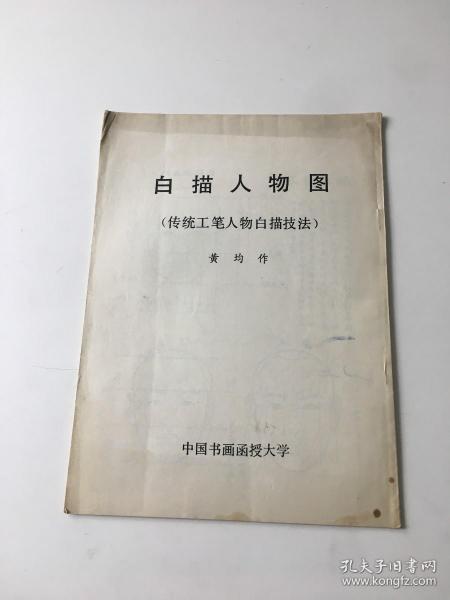 白描人物图
（传统工笔人物白描技法）
黄均作
中国书画函授大学
孔夫子旧书网
www.kongfz.com